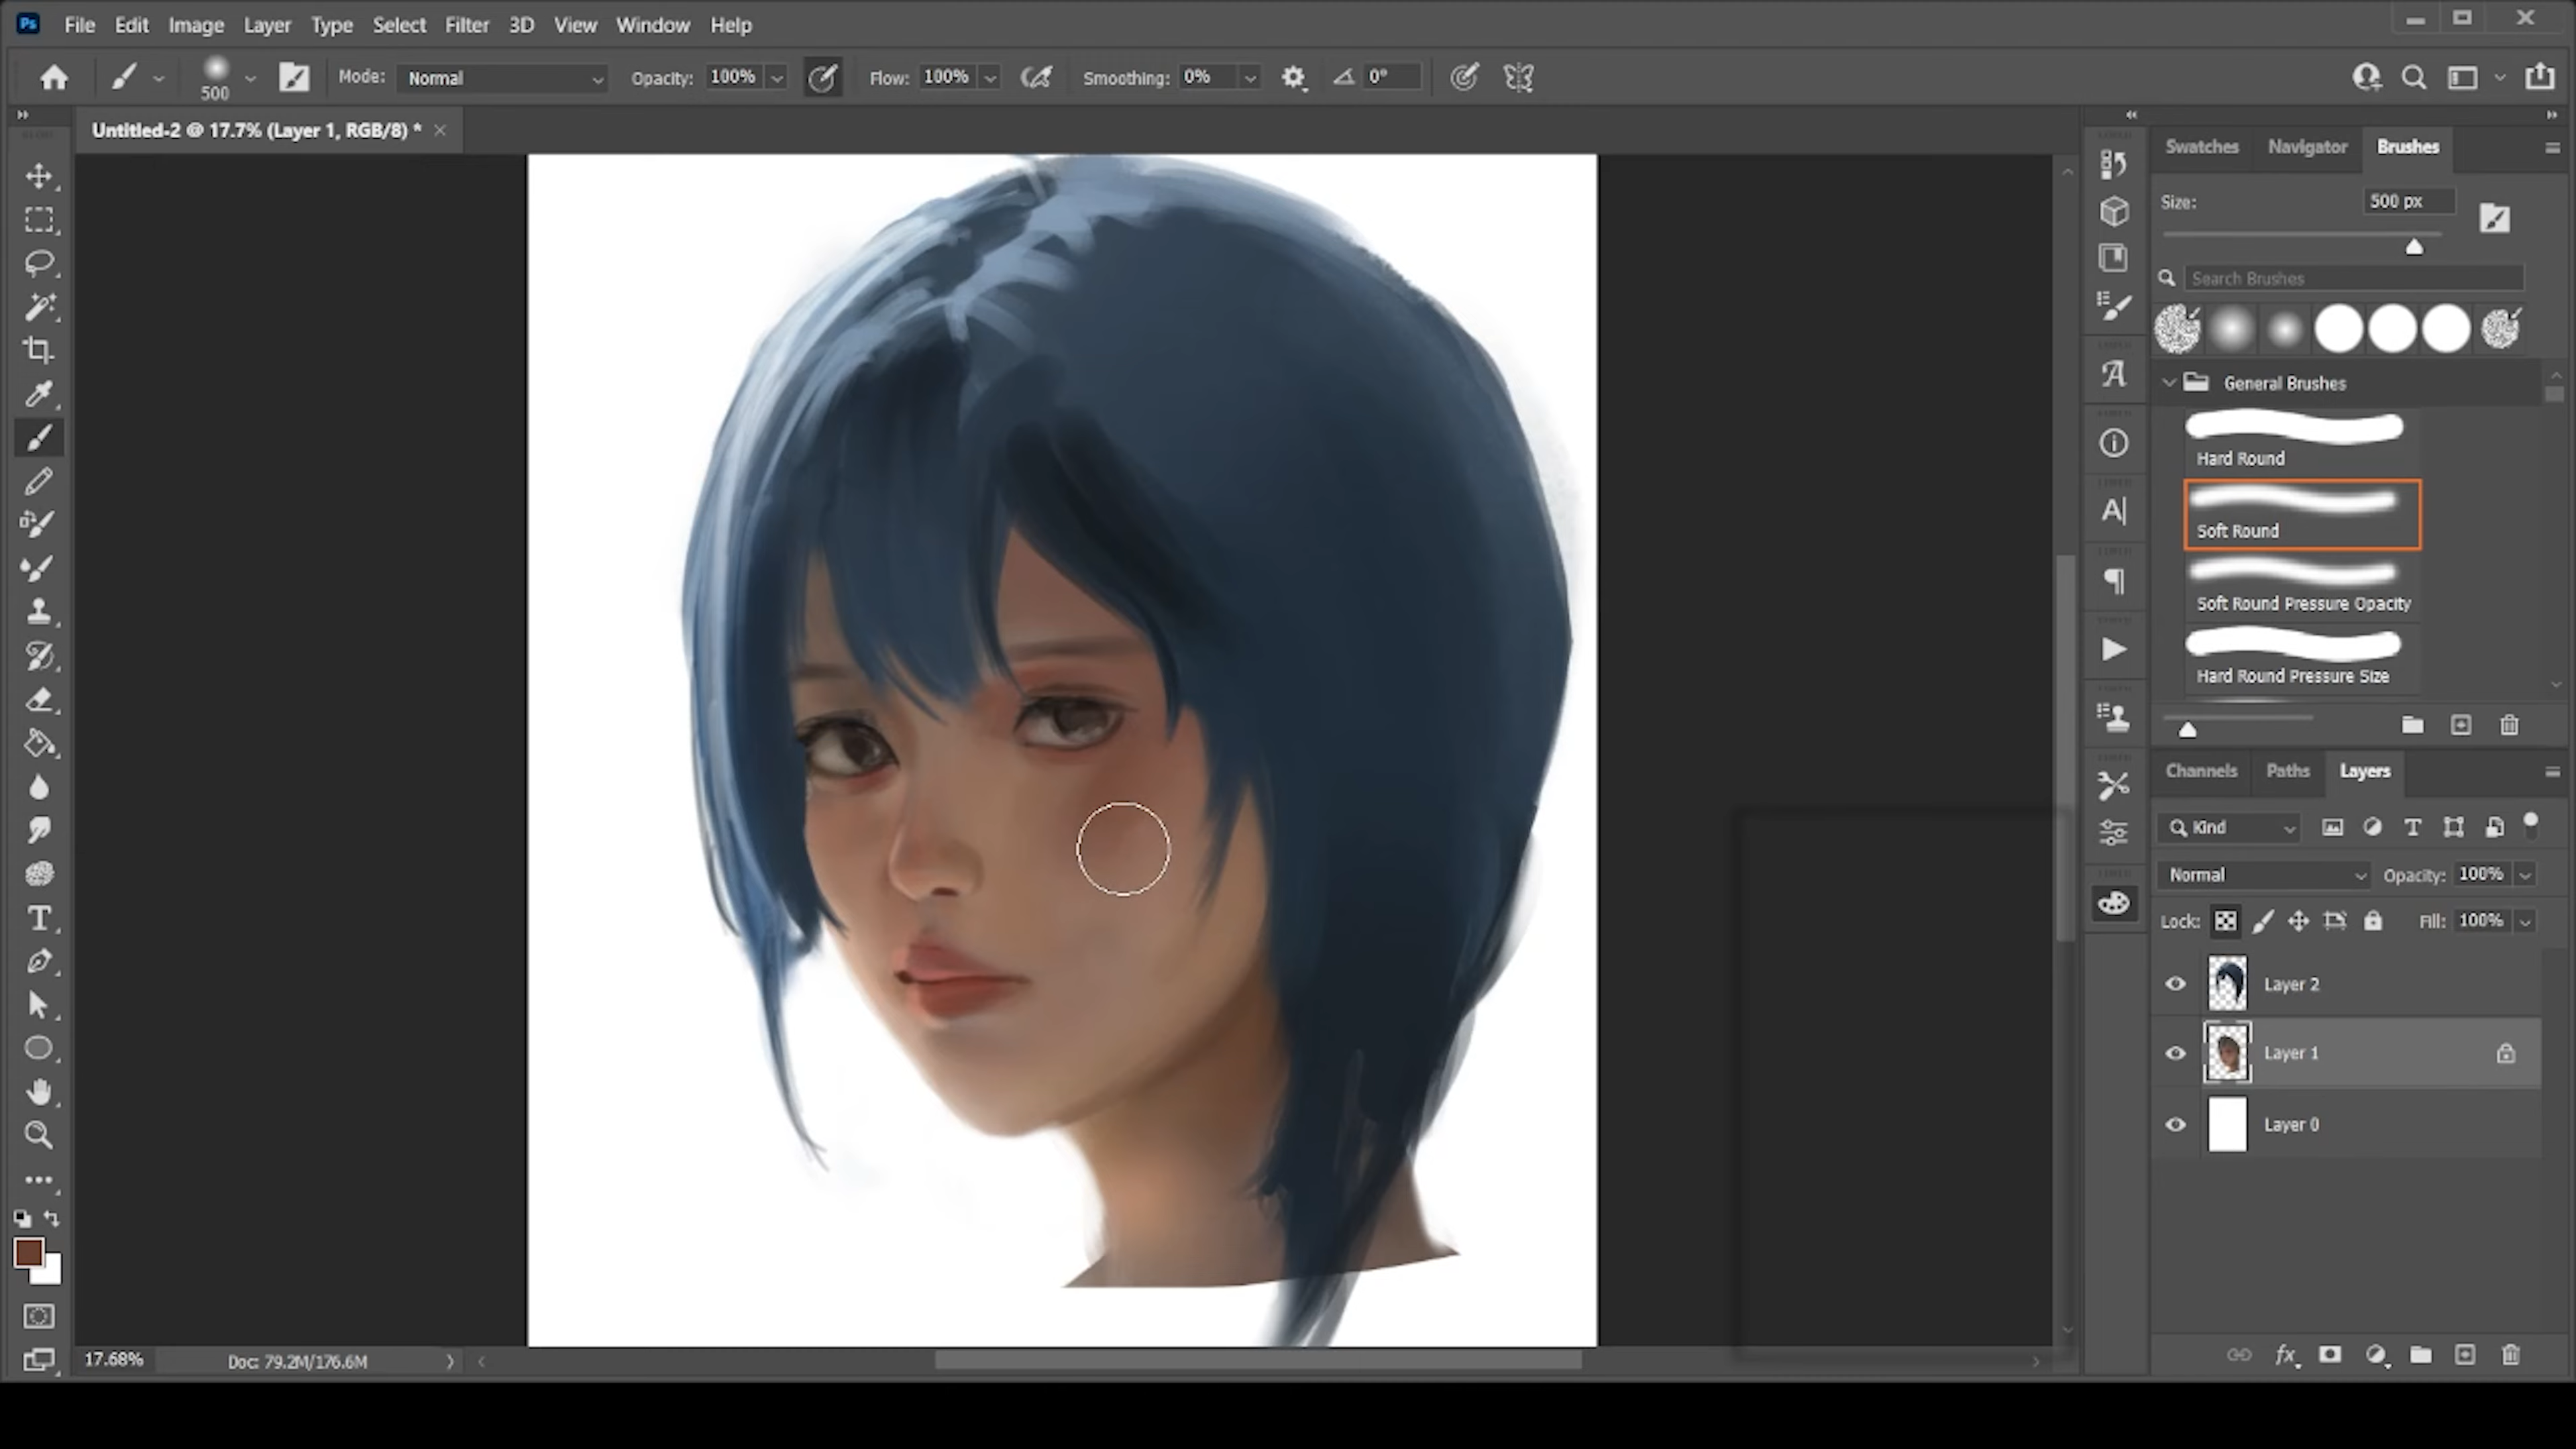 Ps File Edit Image Layer Type Select Filter 3D View Window Help
500 Mode: Normal Opacity: 100% Flow: 100% Smoothing: 0% 0°
Untitled-2 @ 17.7% (Layer 1, RGB/8) *
Swatches Navigator Brushes
Size: 500 px
Search Brushes
General Brushes
Hard Round
Soft Round
Soft Round Pressure Opacity
Hard Round Pressure Size
Channels Paths Layers
Kind
Normal Opacity: 100%
Lock: Fill: 100%
Layer 2
Layer 1
Layer 0
fx
17.68% Doc: 79.2M/176.6M